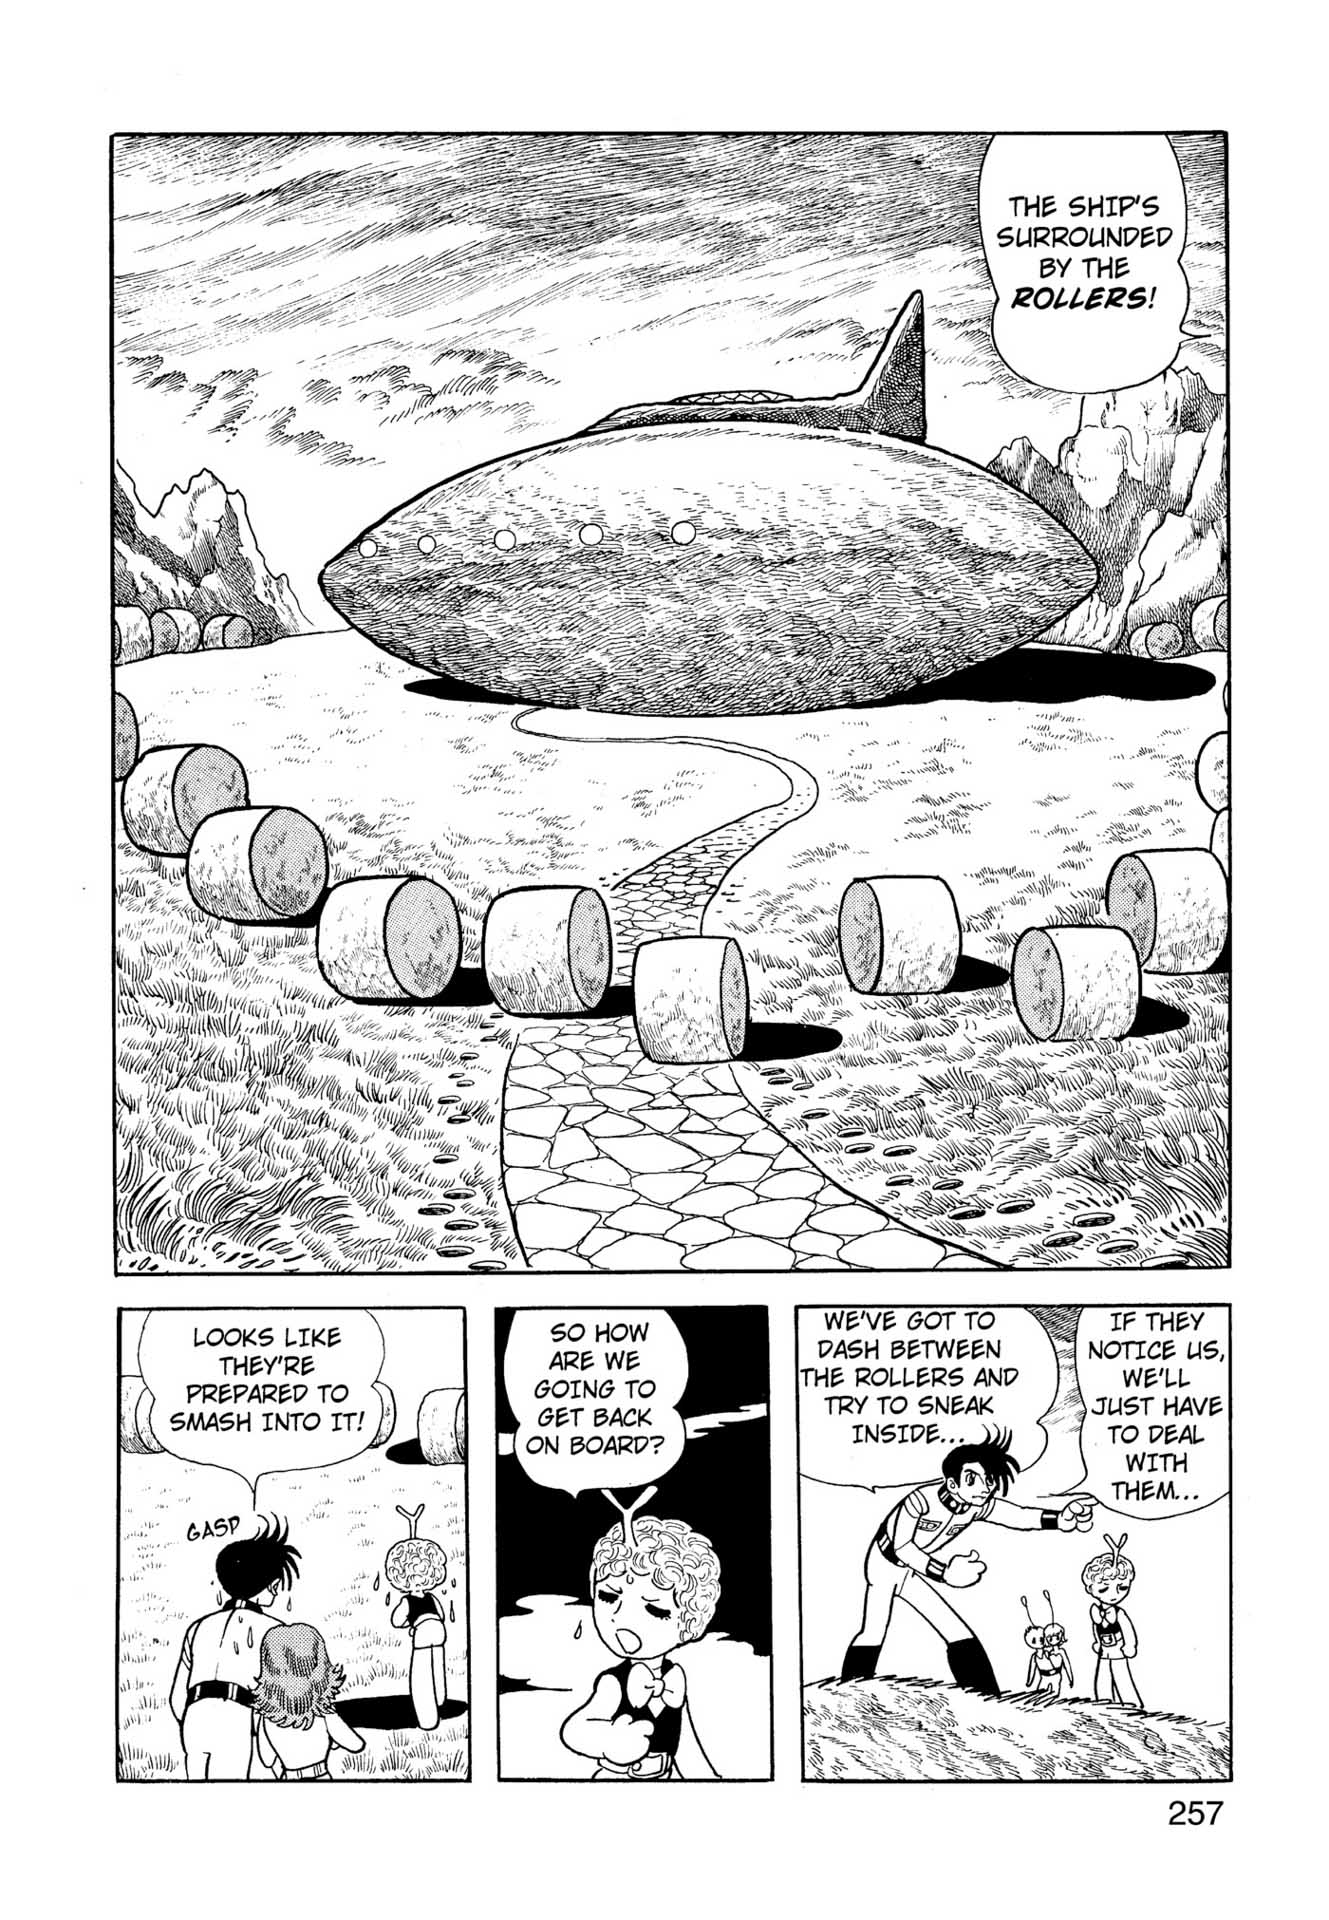 THE SHIP'S
SURROUNDED
BY THE
ROLLERS!
LOOKS LIKE
THEY'RE
PREPARED TO
SMASH INTO IT!
GASP
SO HOW
ARE WE
GOING TO
GET BACK
ON BOARD?
WE'VE GOT TO
DASH BETWEEN
THE ROLLERS AND
TRY TO SNEAK
INSIDE...
IF THEY
NOTICE US,
WE'LL
JUST HAVE
TO DEAL
WITH
THEM...
257